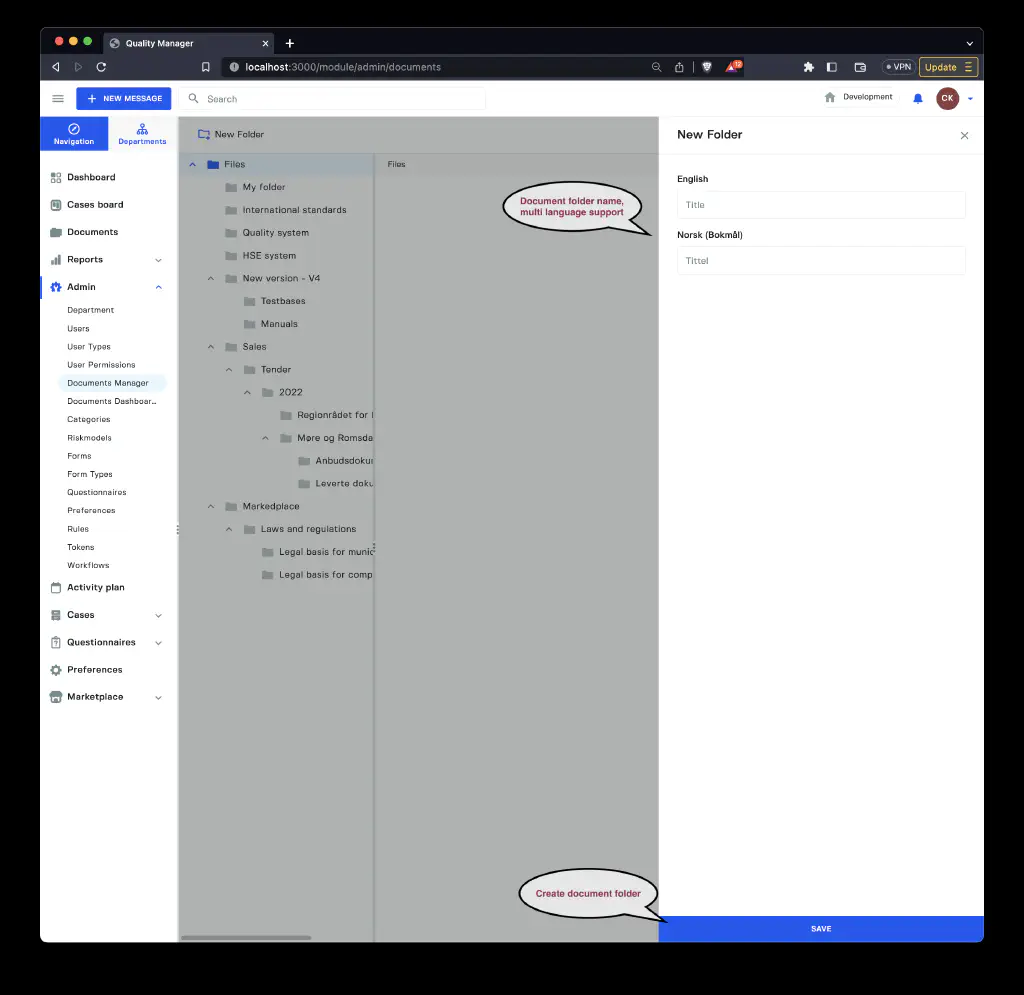 Quality Manager
localhost:3000/module/admin/documents
12
VPN
Update
NEW MESSAGE
Search
Development
CK
Navigation
Departments
Dashboard
Cases board
Documents
Reports
Admin
Department
Users
User Types
User Permissions
Documents Manager
Documents Dashboar...
Categories
Riskmodels
Forms
Form Types
Questionnaires
Preferences
Rules
Tokens
Workflows
Activity plan
Cases
Questionnaires
Preferences
Marketplace
New Folder
Files
My folder
International standards
Quality system
HSE system
New version - V4
Testbases
Manuals
Sales
Tender
2022
Regionrådet for
Møre og Romsda
Anbudsdoku
Leverte doku
Markedplace
Laws and regulations
Legal basis for munic
Legal basis for comp
Files
Document folder name,
multi language support
Create document folder
New Folder
English
Title
Norsk (Bokmål)
Tittel
SAVE